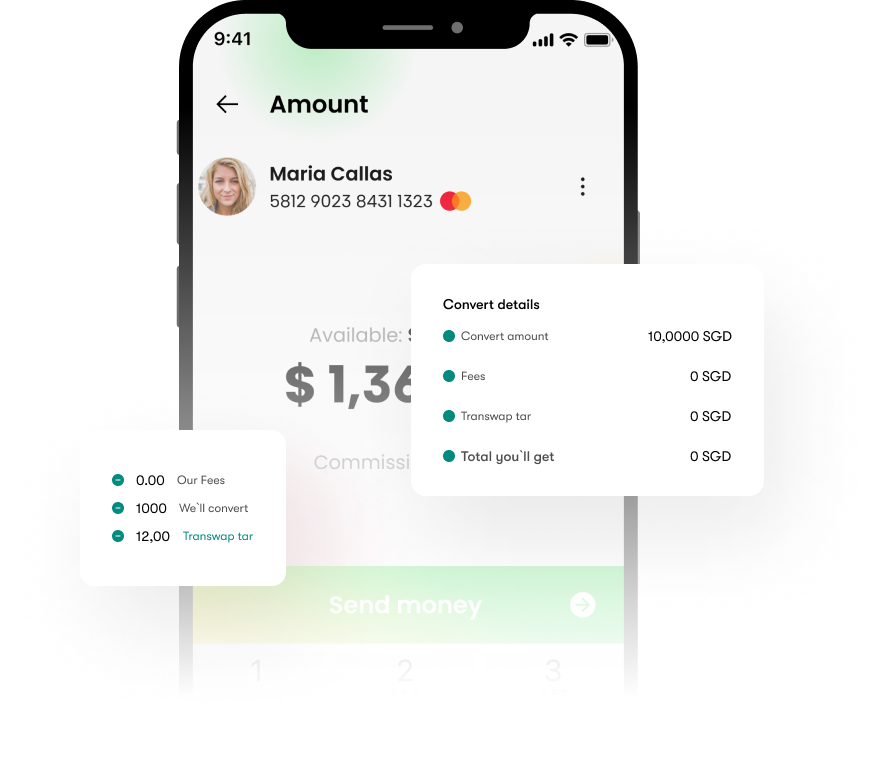 9:41
Amount
Maria Callas
5812 9023 8431 1323
Convert details
Convert amount 10,0000 SGD
Fees 0 SGD
Transwap tar 0 SGD
Total you`ll get 0 SGD
Available:
$ 1,36
0.00 Our Fees
1000 We`ll convert
12,00 Transwap tar
Send money
1 2 3